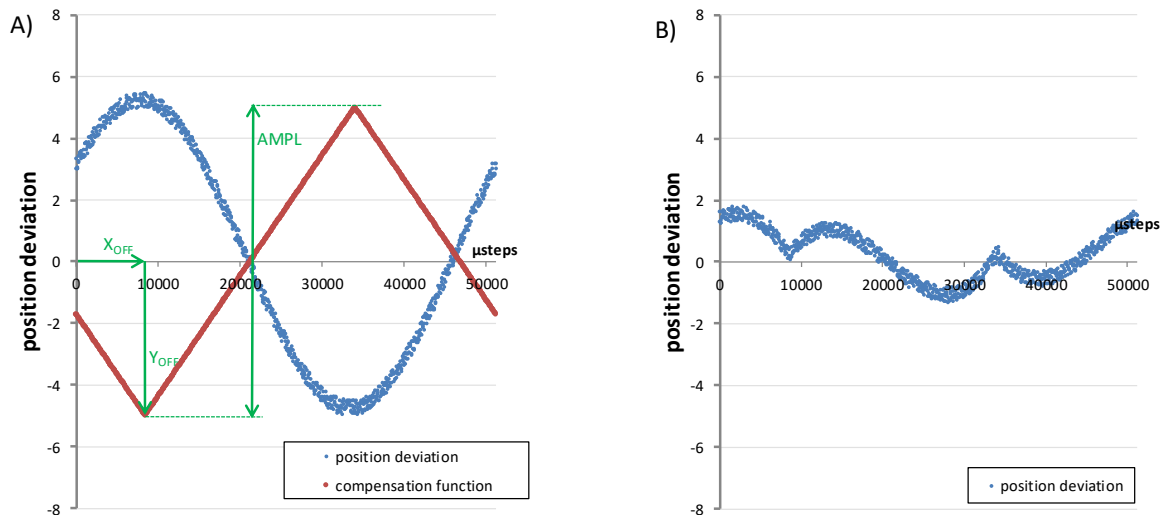 A)
8
6
4
2
0
-2
-4
-6
-8
position deviation
0
10000
20000
30000
40000
50000
µsteps
AMPL
X_OFF
Y_OFF
position deviation
compensation function
B)
8
6
4
2
0
-2
-4
-6
-8
position deviation
0
10000
20000
30000
40000
50000
µsteps
position deviation